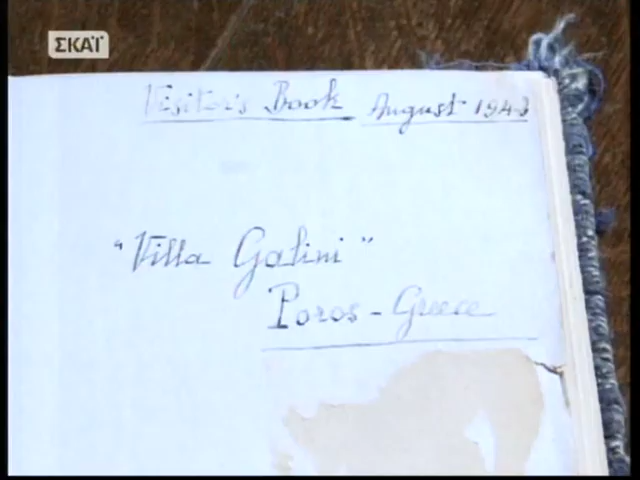 ΣΚΑΪ
Visitor's Book August 1943
"Villa Galini"
Poros - Greece